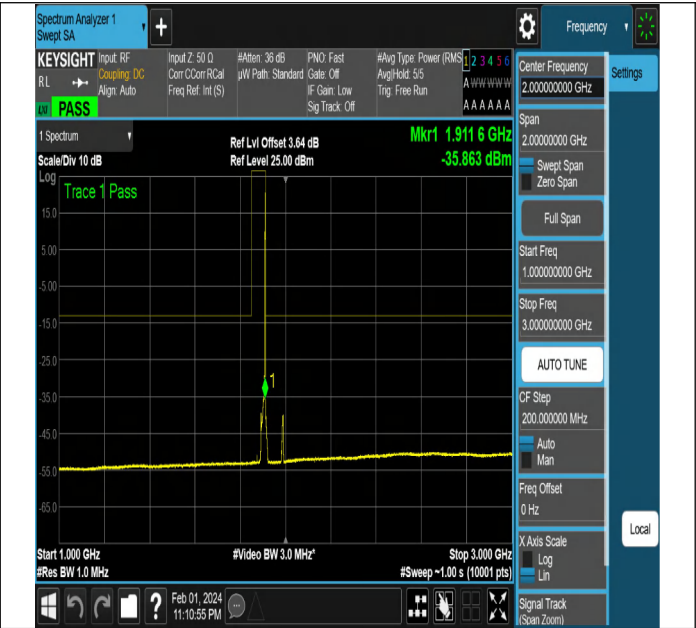 Spectrum Analyzer 1
Swept SA
+
Frequency
KEYSIGHT
RL
LXI PASS
Input: RF
Coupling: DC
Align: Auto
Input Z: 50 Ω
Corr CCorr RCal
Freq Ref: Int (S)
#Atten: 36 dB
µW Path: Standard
PNO: Fast
Gate: Off
IF Gain: Low
Sig Track: Off
#Avg Type: Power (RMS
Avg|Hold: 5/5
Trig: Free Run
1 2 3 4 5 6
A W W W W W
A A A A A A
1 Spectrum
Scale/Div 10 dB
Ref Lvl Offset 3.64 dB
Ref Level 25.00 dBm
Mkr1 1.911 6 GHz
-35.863 dBm
Log
Trace 1 Pass
15.0
5.00
-5.00
-15.0
-25.0
-35.0
-45.0
-55.0
-65.0
1
Start 1.000 GHz
#Res BW 1.0 MHz
#Video BW 3.0 MHz*
Stop 3.000 GHz
#Sweep ~1.00 s (10001 pts)
Feb 01, 2024
11:10:55 PM
?
Center Frequency
2.000000000 GHz
Settings
Span
2.00000000 GHz
Swept Span
Zero Span
Full Span
Start Freq
1.000000000 GHz
Stop Freq
3.000000000 GHz
AUTO TUNE
CF Step
200.000000 MHz
Auto
Man
Freq Offset
0 Hz
X Axis Scale
Log
Lin
Local
Signal Track
(Span Zoom)